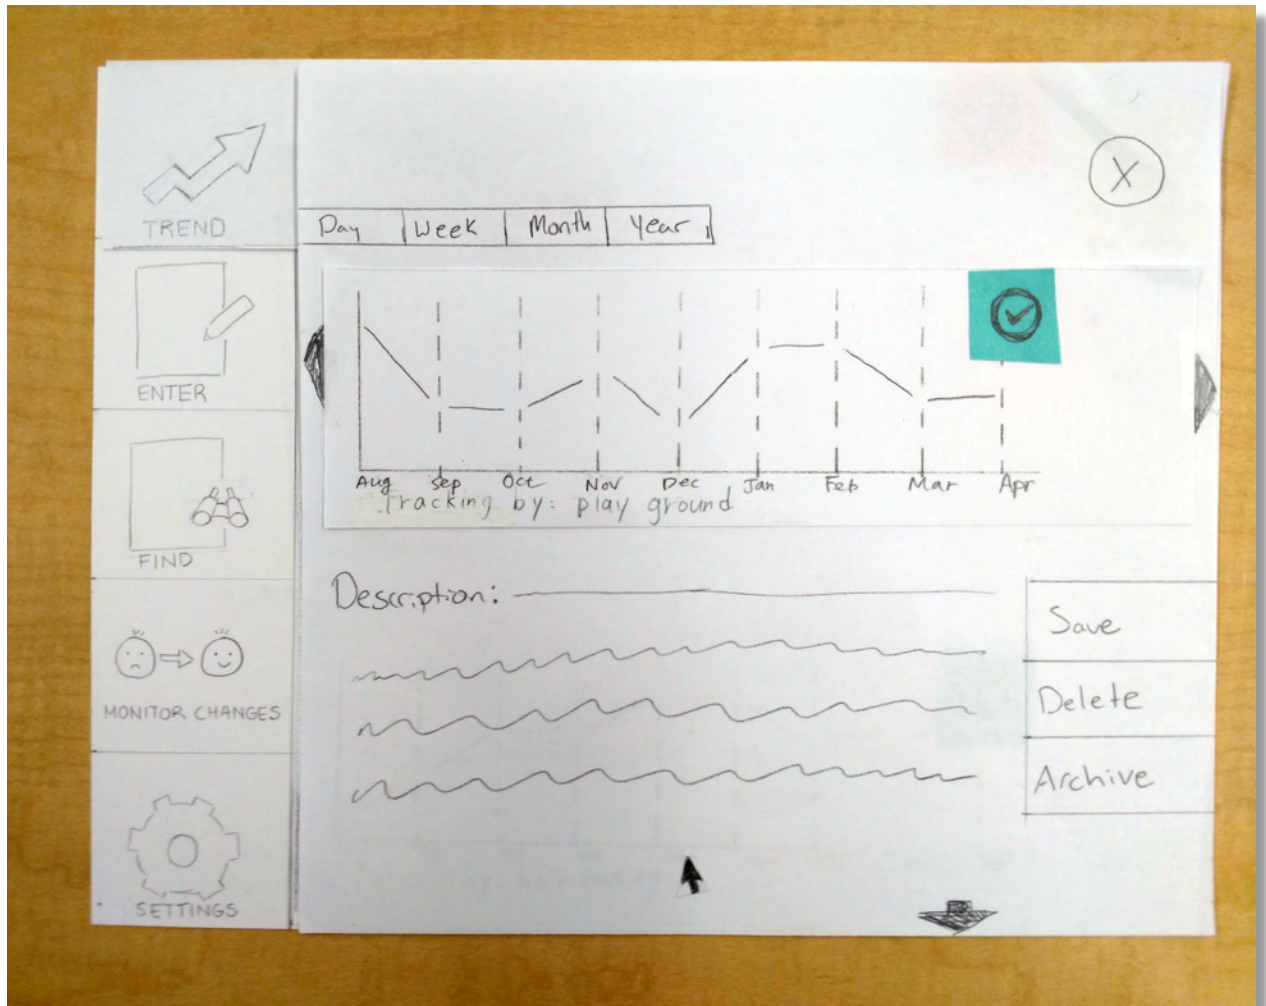 TREND
ENTER
FIND
MONITOR CHANGES
SETTINGS
X
Day Week Month Year
Aug Sep Oct Nov Dec Jan Feb Mar Apr
Tracking by: play ground
Description:
Save
Delete
Archive